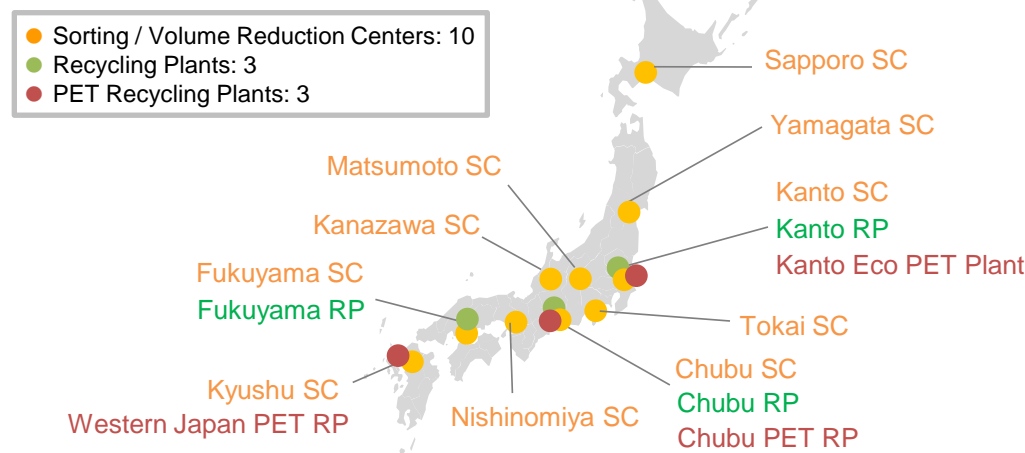 Sorting / Volume Reduction Centers: 10
Recycling Plants: 3
PET Recycling Plants: 3
Sapporo SC
Yamagata SC
Matsumoto SC
Kanto SC
Kanto RP
Kanto Eco PET Plant
Kanazawa SC
Fukuyama SC
Fukuyama RP
Tokai SC
Chubu SC
Chubu RP
Chubu PET RP
Kyushu SC
Western Japan PET RP
Nishinomiya SC